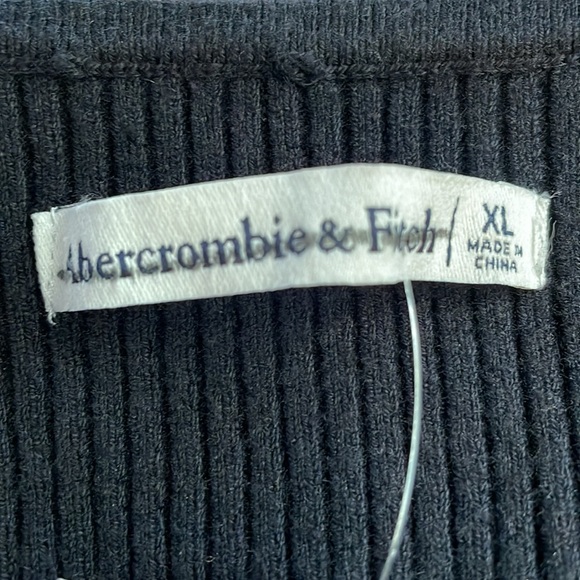 Abercrombie & Fitch / XL
MADE IN
CHINA